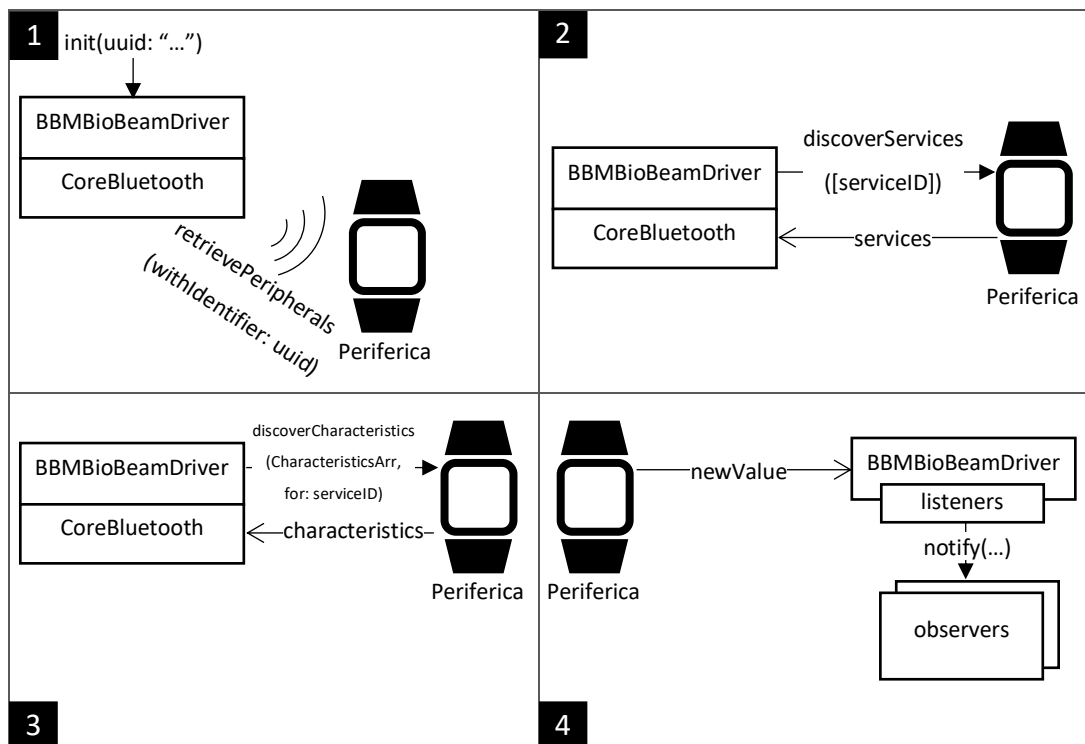 1
init(uuid: “…”)
BBMBioBeamDriver
CoreBluetooth
retrievePeripherals
(withIdentifier: uuid)
Periferica
2
BBMBioBeamDriver
CoreBluetooth
discoverServices
([serviceID])
services
Periferica
BBMBioBeamDriver
CoreBluetooth
discoverCharacteristics
(CharacteristicsArr,
for: serviceID)
characteristics
Periferica
3
Periferica
newValue
BBMBioBeamDriver
listeners
notify(…)
observers
4